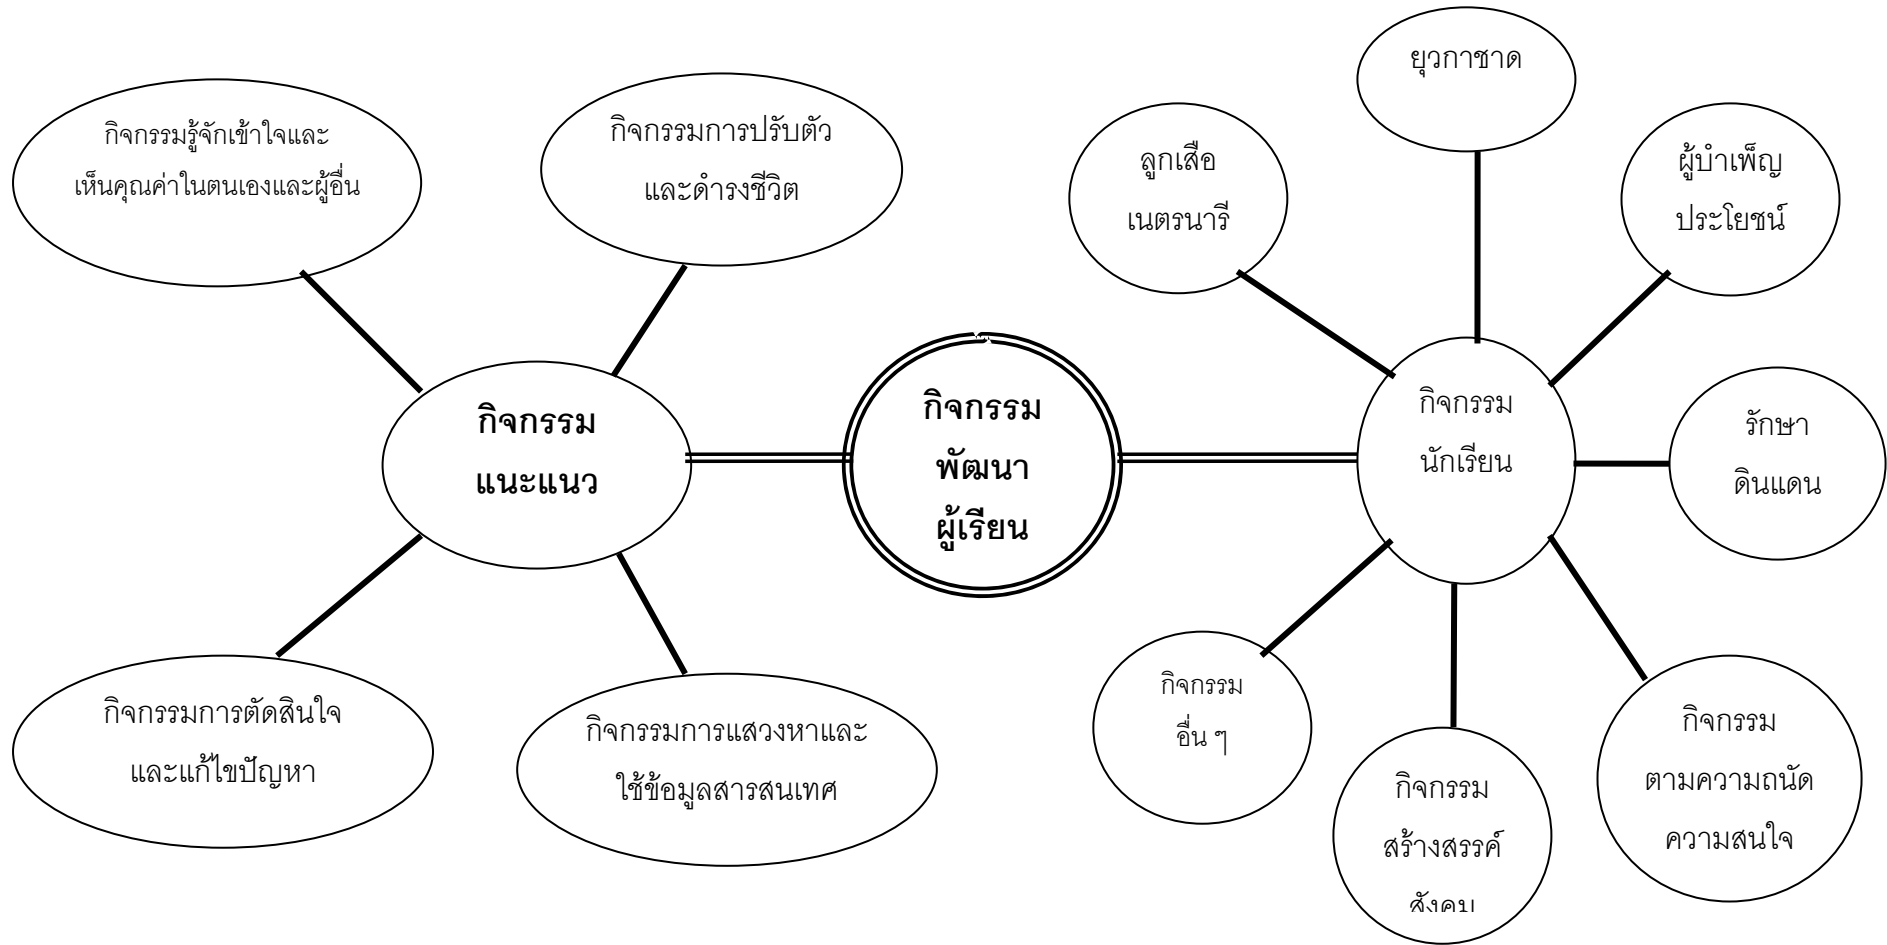 ยุวกาชาด
กิจกรรมรู้จักเข้าใจและ
เห็นคุณค่าในตนเองและผู้อื่น
กิจกรรมการปรับตัว
และดำรงชีวิต
ลูกเสือ
เนตรนารี
ผู้บำเพ็ญ
ประโยชน์
กิจกรรม
แนะแนว
กิจกรรม
พัฒนา
ผู้เรียน
กิจกรรม
นักเรียน
รักษา
ดินแดน
กิจกรรมการตัดสินใจ
และแก้ไขปัญหา
กิจกรรมการแสวงหาและ
ใช้ข้อมูลสารสนเทศ
กิจกรรม
อื่น ๆ
กิจกรรม
สร้างสรรค์
สังคม
กิจกรรม
ตามความถนัด
ความสนใจ